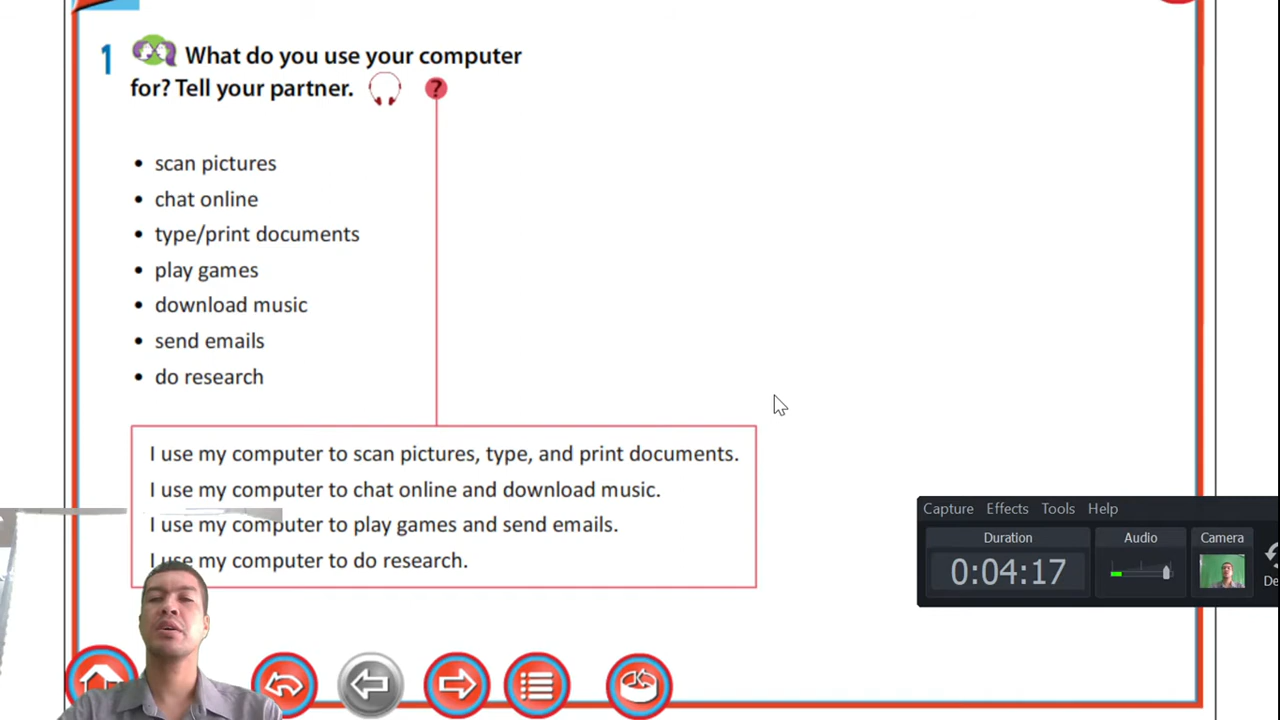 1 What do you use your computer
for? Tell your partner. ?
• scan pictures
• chat online
• type/print documents
• play games
• download music
• send emails
• do research
I use my computer to scan pictures, type, and print documents.
I use my computer to chat online and download music.
I use my computer to play games and send emails.
I use my computer to do research.
Capture Effects Tools Help
Duration Audio Camera
0:04:17
De